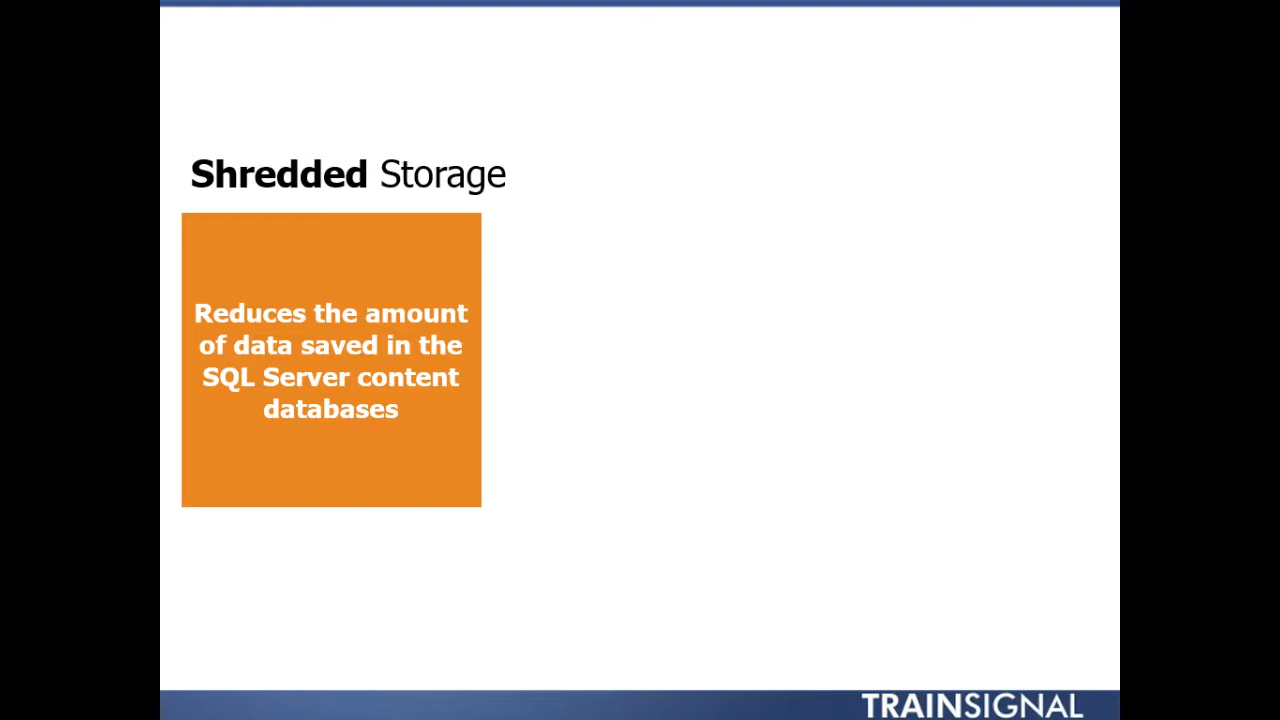 Shredded Storage
Reduces the amount
of data saved in the
SQL Server content
databases
TRAINSIGNAL